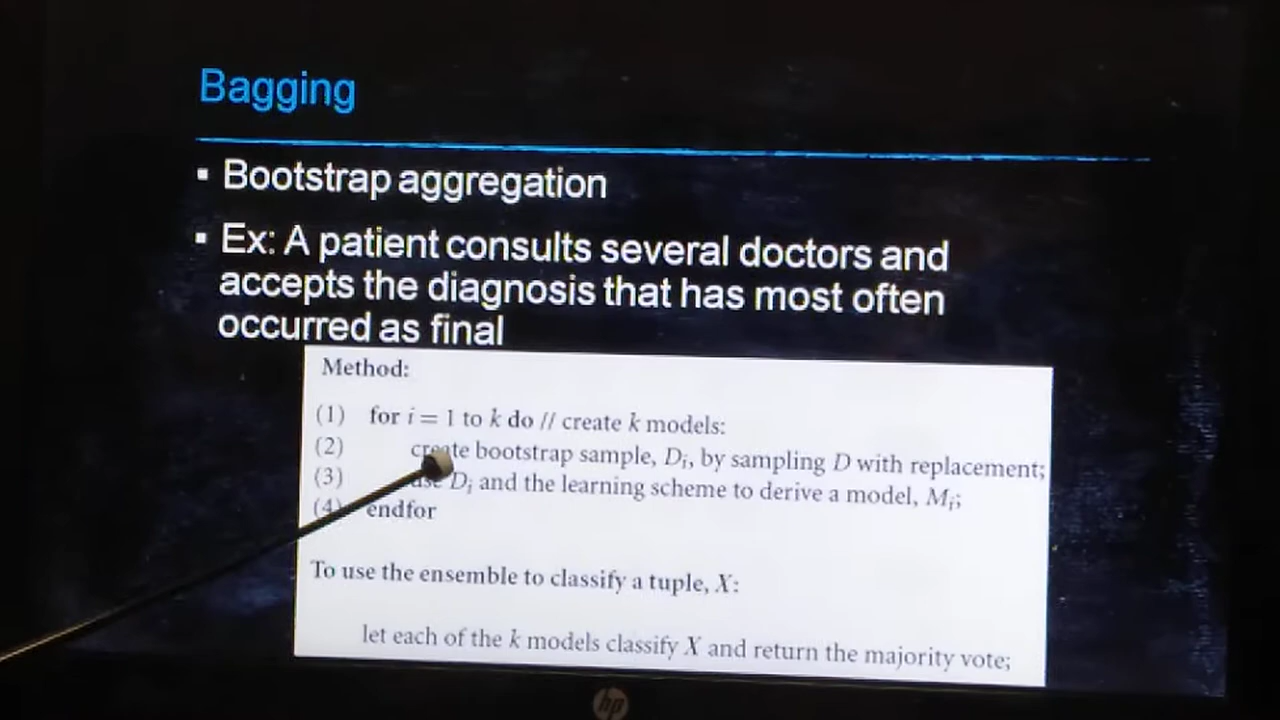 Bagging
▪ Bootstrap aggregation
▪ Ex: A patient consults several doctors and
accepts the diagnosis that has most often
occurred as final
Method:
(1) for i = 1 to k do // create k models:
(2) create bootstrap sample, Di, by sampling D with replacement;
(3) use Di and the learning scheme to derive a model, Mi;
(4) endfor
To use the ensemble to classify a tuple, X:
let each of the k models classify X and return the majority vote;
hp